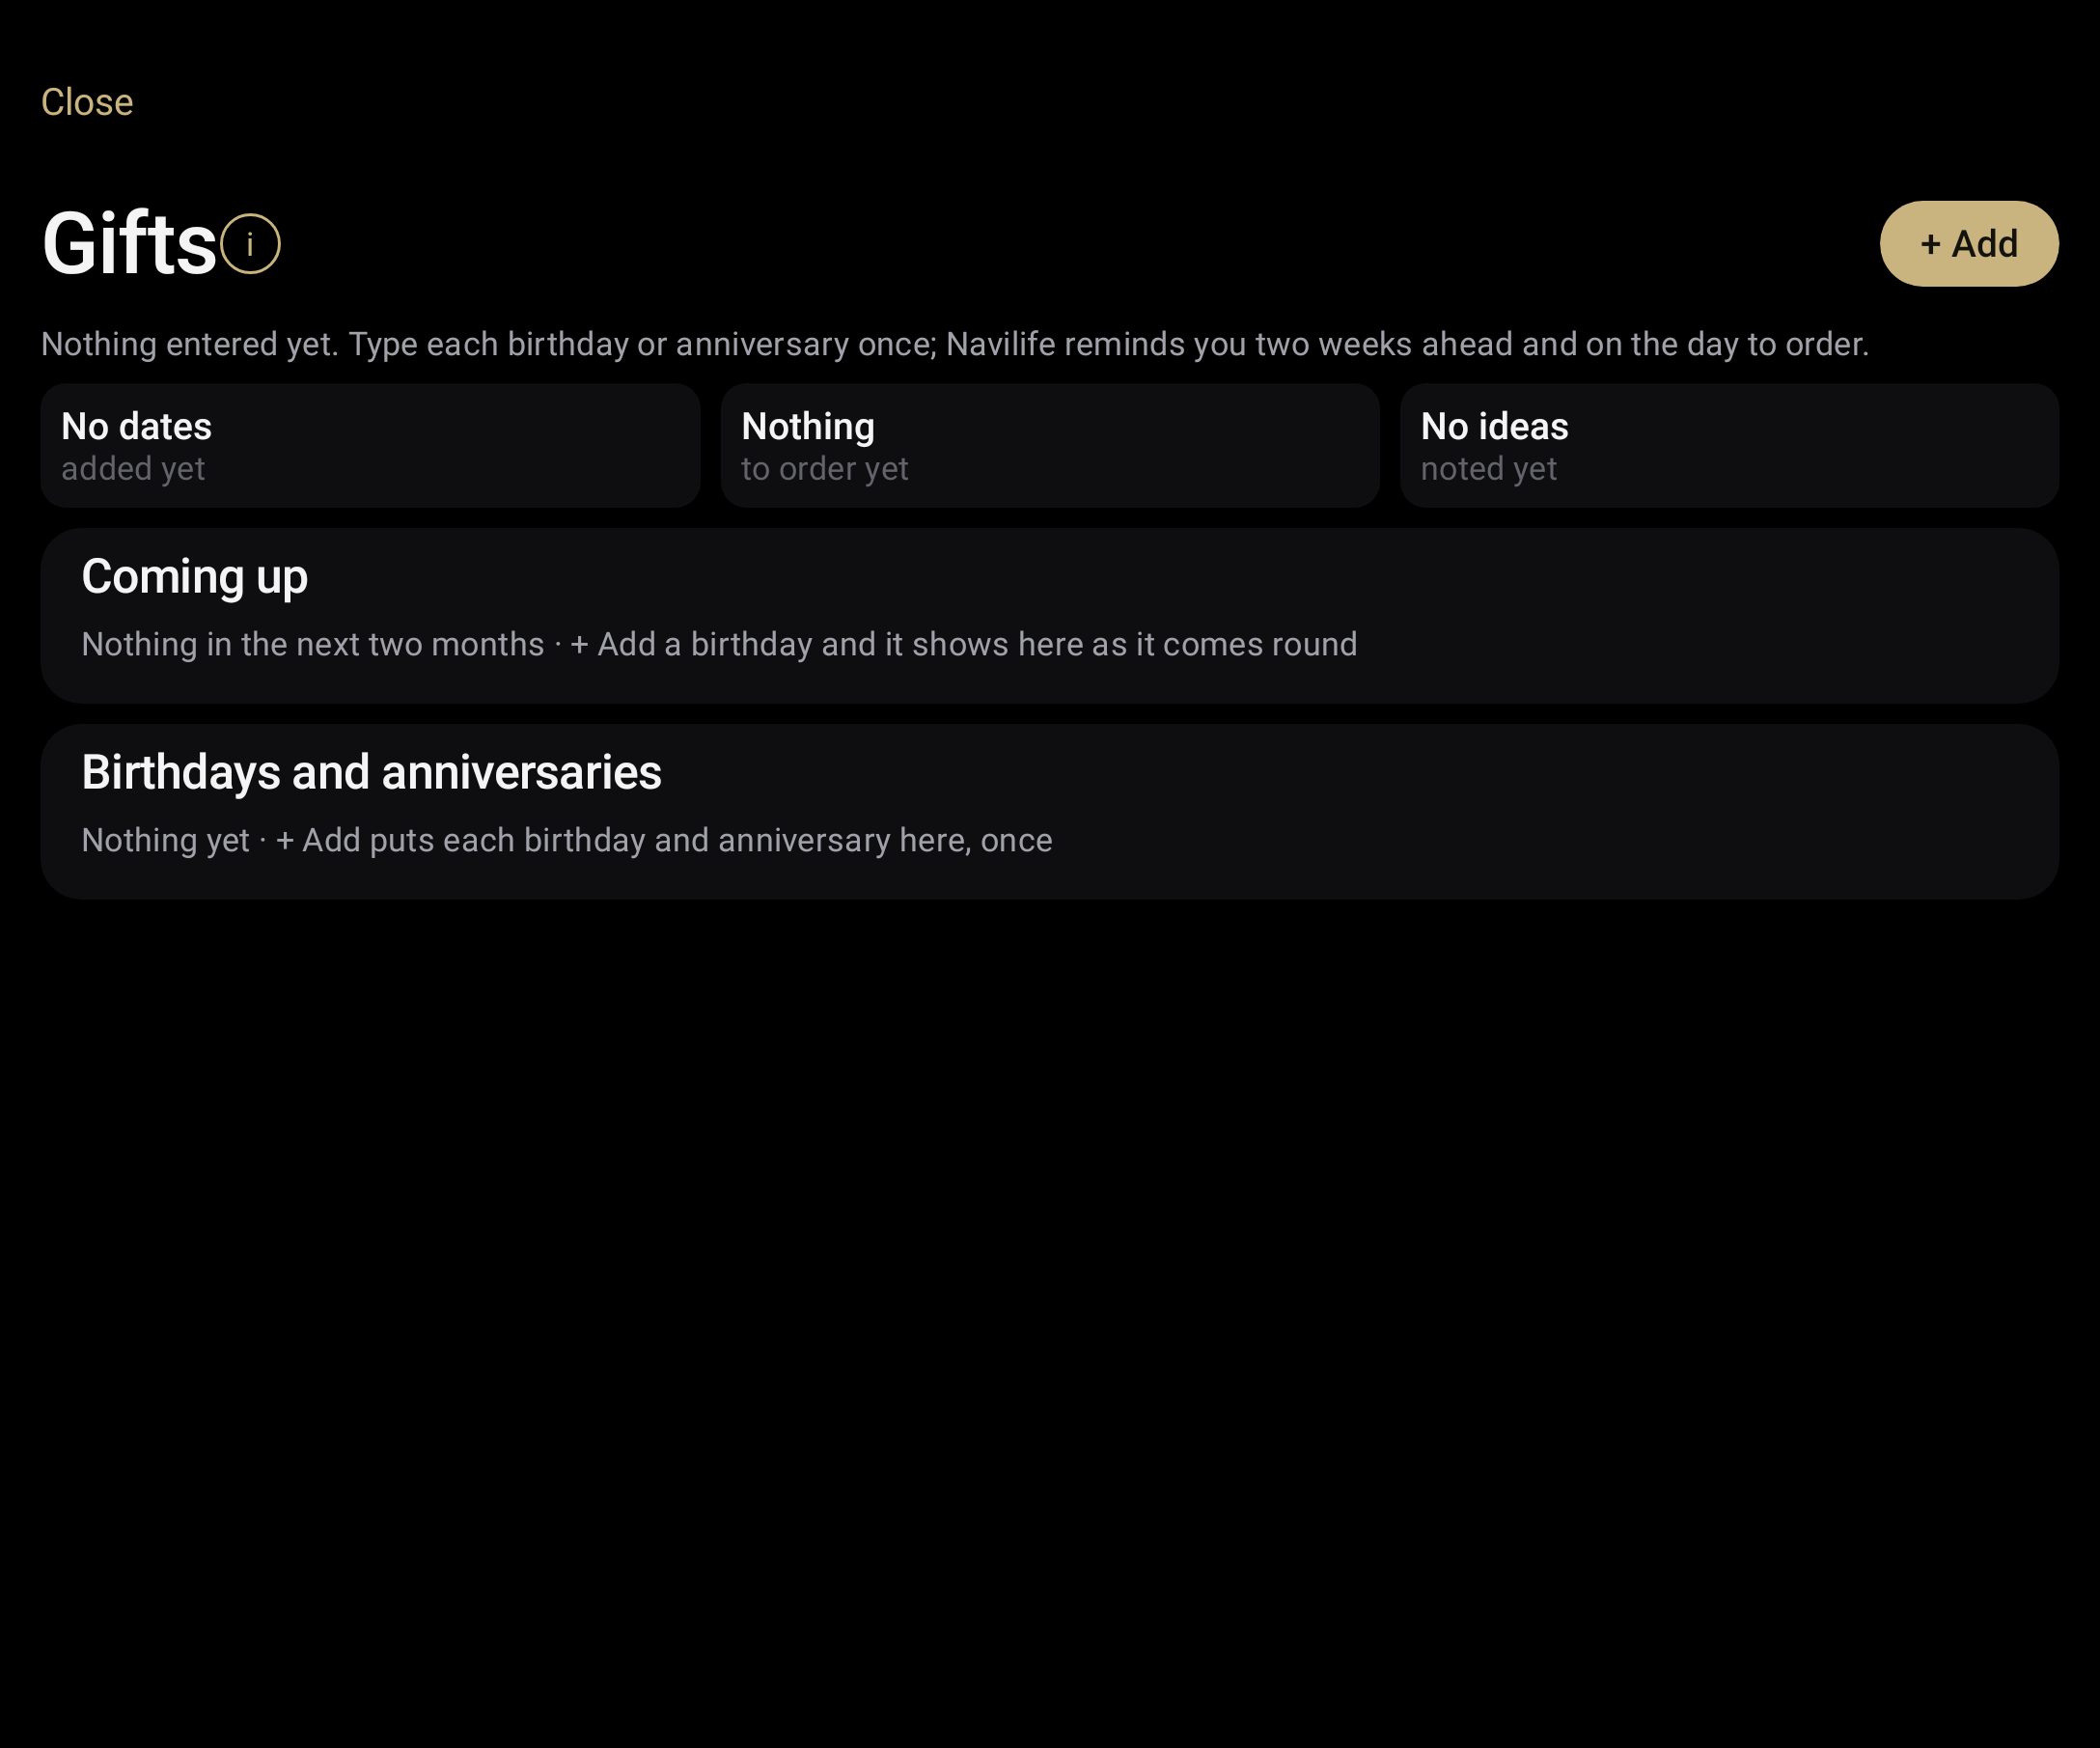 Close
Gifts i
+ Add
Nothing entered yet. Type each birthday or anniversary once; Navilife reminds you two weeks ahead and on the day to order.
No dates
added yet
Nothing
to order yet
No ideas
noted yet
Coming up
Nothing in the next two months · + Add a birthday and it shows here as it comes round
Birthdays and anniversaries
Nothing yet · + Add puts each birthday and anniversary here, once